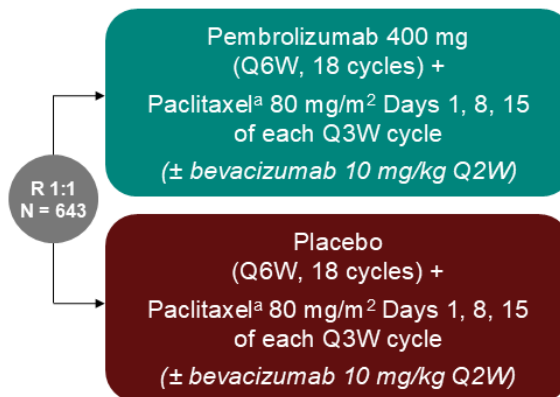 Pembrolizumab 400 mg
(Q6W, 18 cycles) +
Paclitaxelᵃ 80 mg/m² Days 1, 8, 15
of each Q3W cycle
(± bevacizumab 10 mg/kg Q2W)
R 1:1
N = 643
Placebo
(Q6W, 18 cycles) +
Paclitaxelᵃ 80 mg/m² Days 1, 8, 15
of each Q3W cycle
(± bevacizumab 10 mg/kg Q2W)